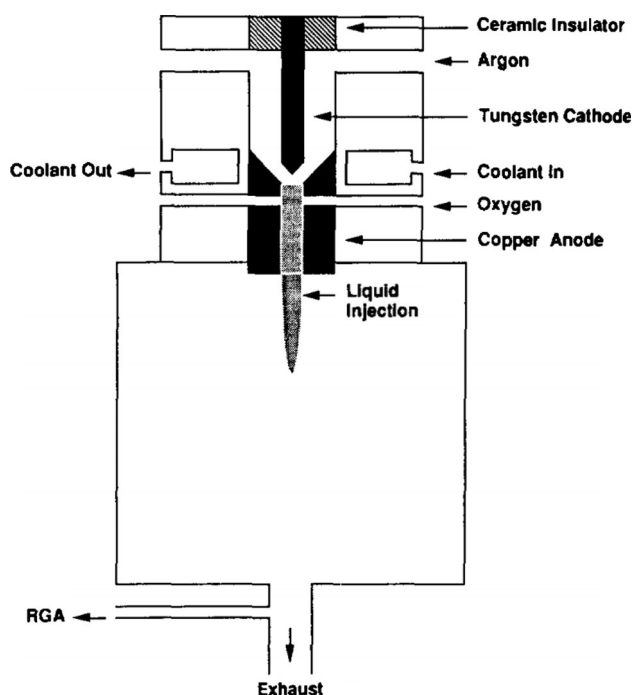 Ceramic Insulator
Argon
Tungsten Cathode
Coolant Out
Coolant In
Oxygen
Copper Anode
Liquid
Injection
RGA
Exhaust